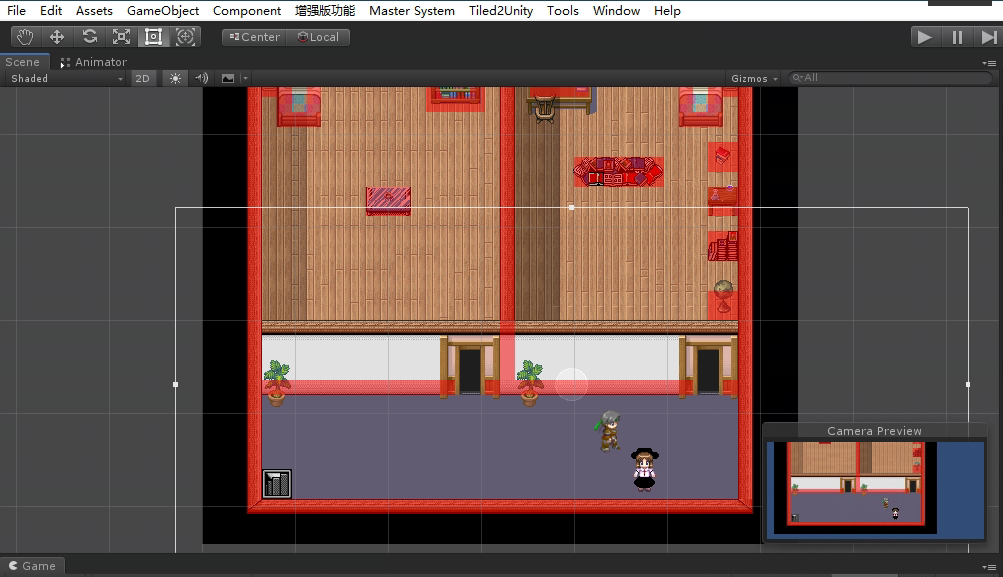 File Edit Assets GameObject Component 增强版功能 Master System Tiled2Unity Tools Window Help
Center Local
Scene Animator
Shaded 2D Gizmos All
Camera Preview
Game